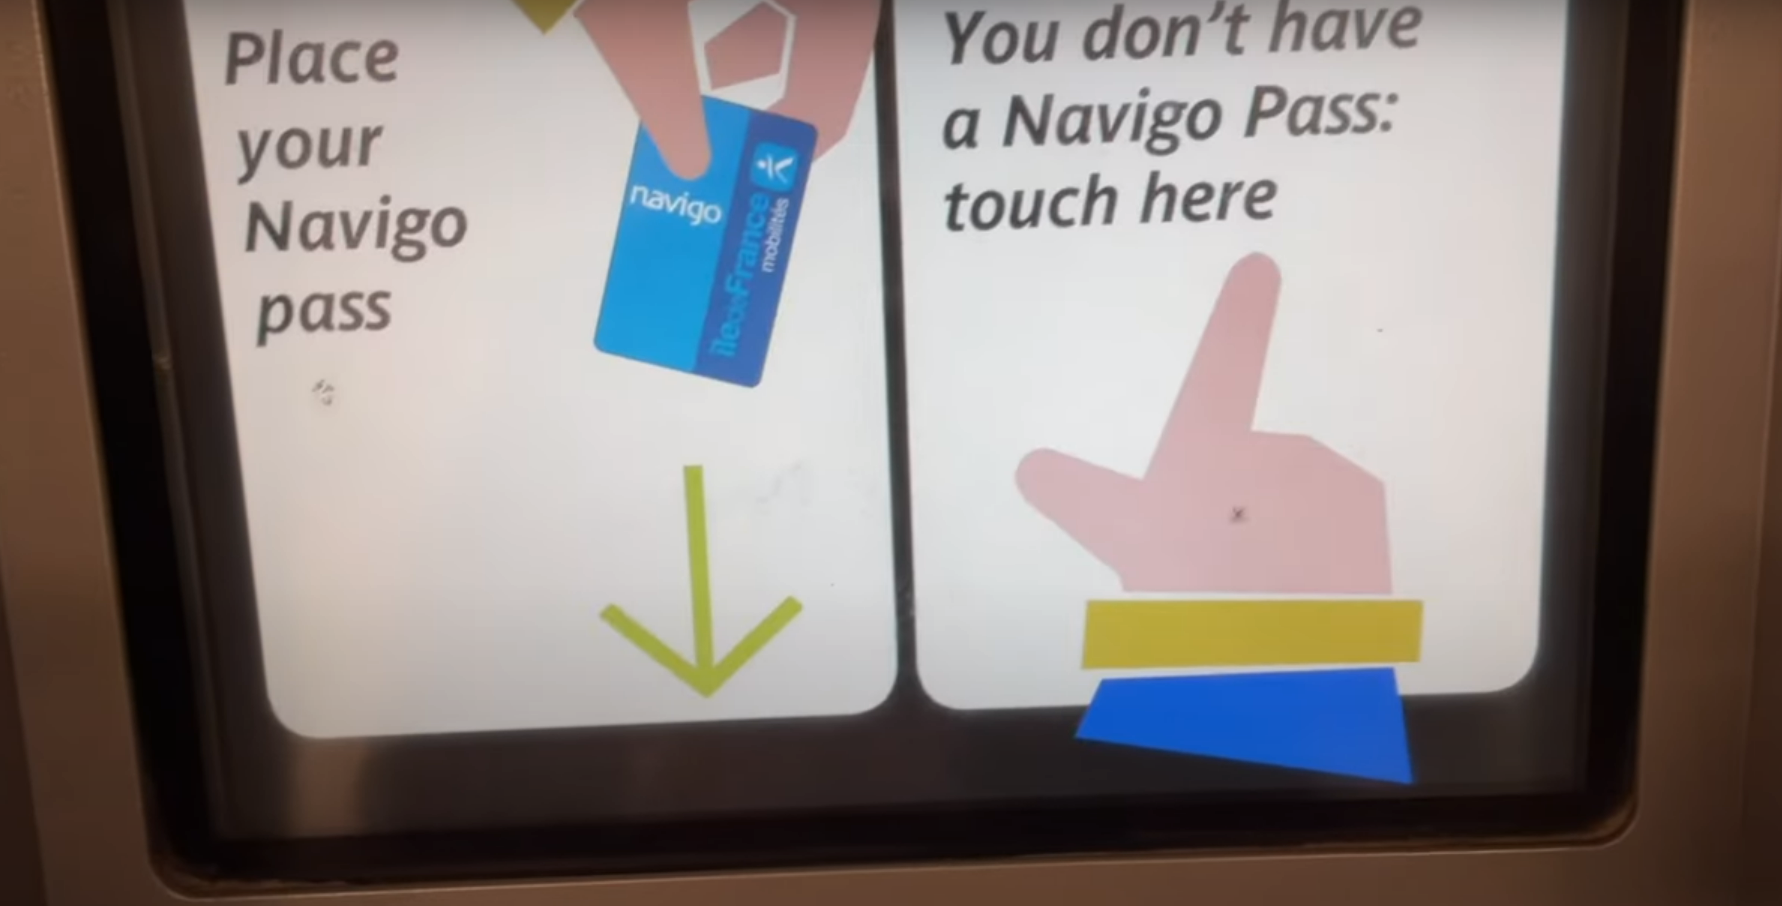 Place
your
Navigo
pass
navigo
îledeFrance
mobilités
You don't have
a Navigo Pass:
touch here